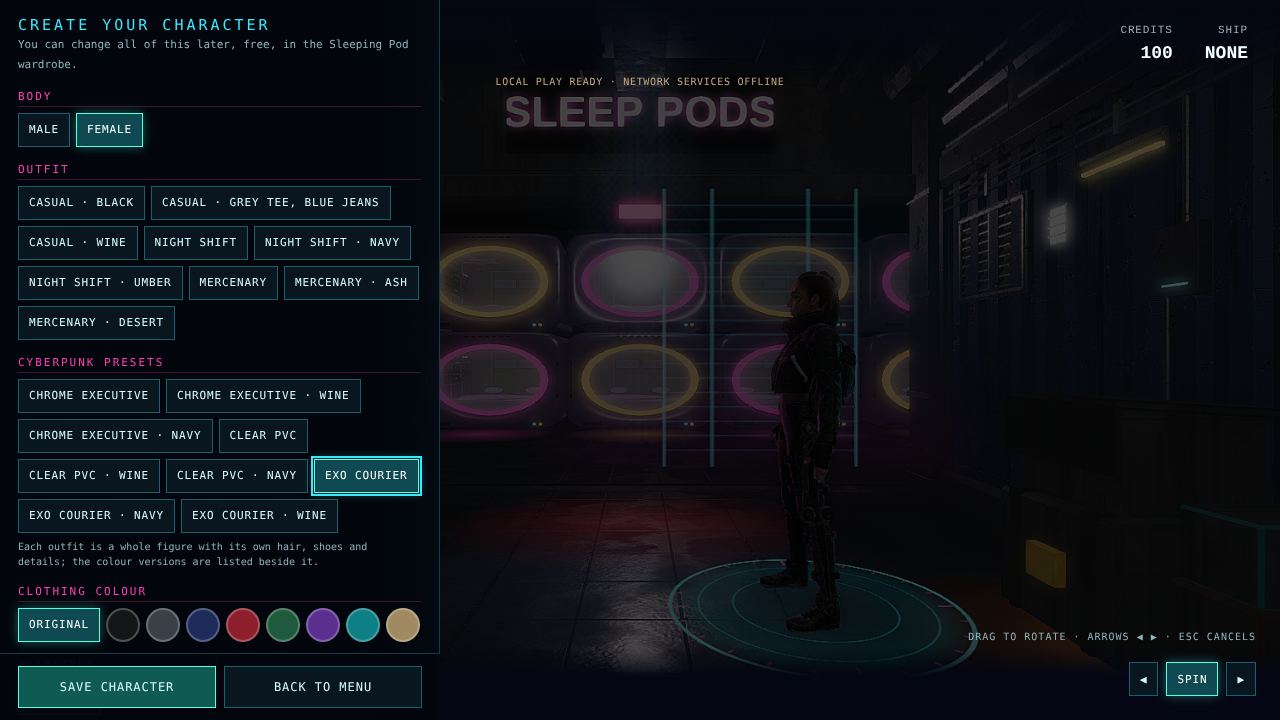 CREATE YOUR CHARACTER
You can change all of this later, free, in the Sleeping Pod
wardrobe.
BODY
MALE
FEMALE
OUTFIT
CASUAL · BLACK
CASUAL · GREY TEE, BLUE JEANS
CASUAL · WINE
NIGHT SHIFT
NIGHT SHIFT · NAVY
NIGHT SHIFT · UMBER
MERCENARY
MERCENARY · ASH
MERCENARY · DESERT
CYBERPUNK PRESETS
CHROME EXECUTIVE
CHROME EXECUTIVE · WINE
CHROME EXECUTIVE · NAVY
CLEAR PVC
CLEAR PVC · WINE
CLEAR PVC · NAVY
EXO COURIER
EXO COURIER · NAVY
EXO COURIER · WINE
Each outfit is a whole figure with its own hair, shoes and
details; the colour versions are listed beside it.
CLOTHING COLOUR
ORIGINAL
SAVE CHARACTER
BACK TO MENU
LOCAL PLAY READY · NETWORK SERVICES OFFLINE
SLEEP PODS
CREDITS
100
SHIP
NONE
DRAG TO ROTATE · ARROWS ◀ ▶ · ESC CANCELS
◀
SPIN
▶